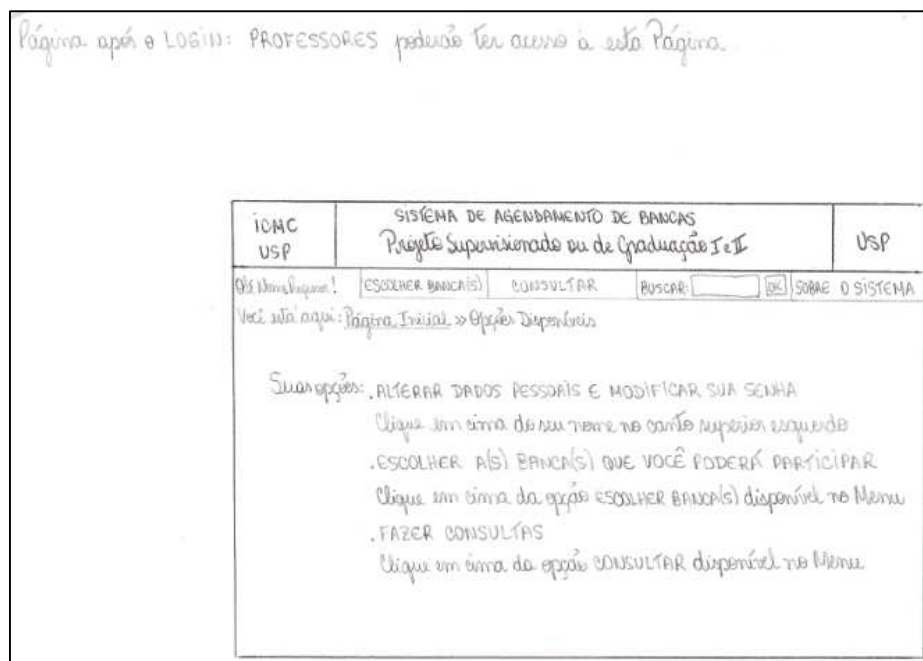 Página após o LOGIN: PROFESSORES poderão ter acesso à esta Página
ICMC
USP
SISTEMA DE AGENDAMENTO DE BANCAS
Projeto Supervisionado ou de Graduação I e II
USP
ESCOLHER BANCA(S)
CONSULTAR
BUSCAR:
OK
SOBRE O SISTEMA
Você está aqui: Página Inicial >> Opções Disponíveis
Suas opções: . ALTERAR DADOS PESSOAIS E MODIFICAR SUA SENHA
Clique em cima do seu nome no canto superior esquerdo
. ESCOLHER A(S) BANCA(S) QUE VOCÊ PODERÁ PARTICIPAR
Clique em cima da opção ESCOLHER BANCA(S) disponível no Menu
. FAZER CONSULTAS
Clique em cima da opção CONSULTAR disponível no Menu